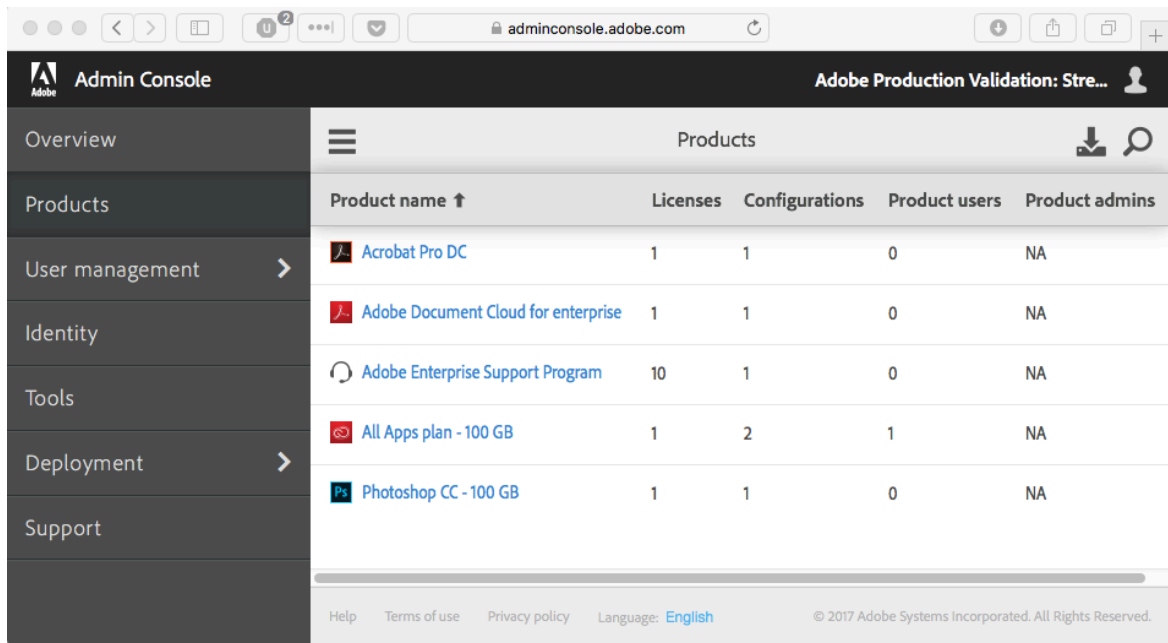 2
adminconsole.adobe.com
Adobe
Admin Console
Adobe Production Validation: Stre...
Overview
Products
User management
Identity
Tools
Deployment
Support
Products
Product name Licenses Configurations Product users Product admins
Acrobat Pro DC 1 1 0 NA
Adobe Document Cloud for enterprise 1 1 0 NA
Adobe Enterprise Support Program 10 1 0 NA
All Apps plan - 100 GB 1 2 1 NA
Ps Photoshop CC - 100 GB 1 1 0 NA
Help Terms of use Privacy policy Language: English © 2017 Adobe Systems Incorporated. All Rights Reserved.